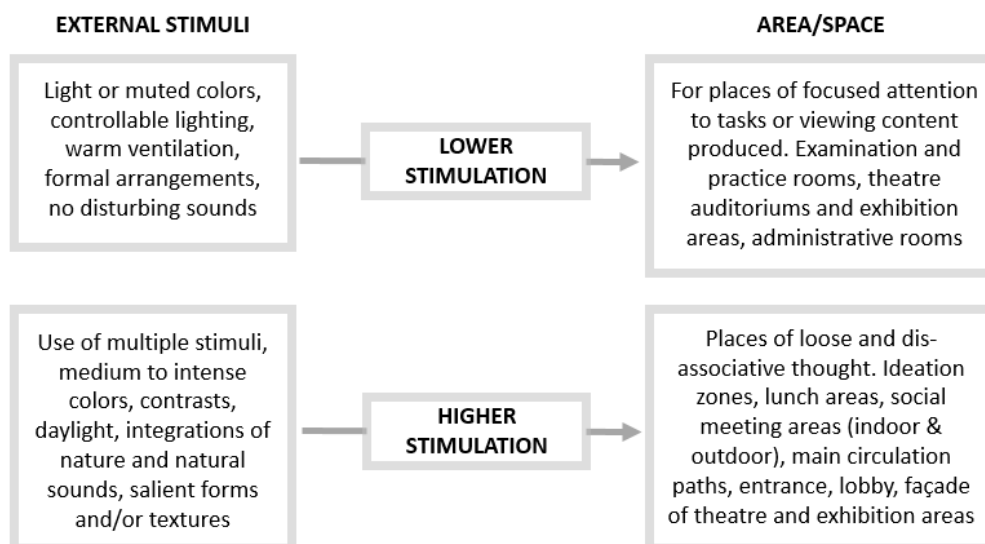 EXTERNAL STIMULI
AREA/SPACE
Light or muted colors,
controllable lighting,
warm ventilation,
formal arrangements,
no disturbing sounds
LOWER
STIMULATION
For places of focused attention
to tasks or viewing content
produced. Examination and
practice rooms, theatre
auditoriums and exhibition
areas, administrative rooms
Use of multiple stimuli,
medium to intense
colors, contrasts,
daylight, integrations of
nature and natural
sounds, salient forms
and/or textures
HIGHER
STIMULATION
Places of loose and dis-
associative thought. Ideation
zones, lunch areas, social
meeting areas (indoor &
outdoor), main circulation
paths, entrance, lobby, façade
of theatre and exhibition areas